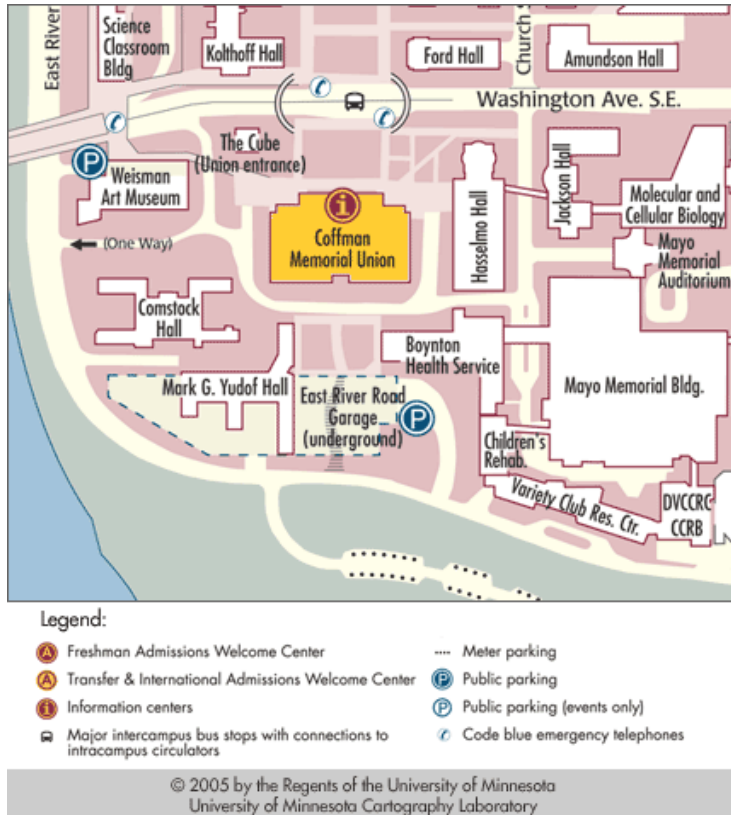 East River
Science
Classroom
Bldg
Kolthoff Hall
Ford Hall
Church S
Amundson Hall
Washington Ave. S.E.
The Cube
(Union entrance)
P
Weisman
Art Museum
i
Coffman
Memorial Union
Hasselmo Hall
Jackson Hall
Molecular and
Cellular Biology
(One Way)
Mayo
Memorial
Auditorium
Comstock
Hall
Boynton
Health Service
Mark G. Yudof Hall
East River Road
Garage
(underground)
P
Mayo Memorial Bldg.
Children's
Rehab.
Variety Club Res. Ctr.
DVCCRC
CCRB
Legend:
A Freshman Admissions Welcome Center
A Transfer & International Admissions Welcome Center
i Information centers
Major intercampus bus stops with connections to
intracampus circulators
Meter parking
P Public parking
P Public parking (events only)
Code blue emergency telephones
© 2005 by the Regents of the University of Minnesota
University of Minnesota Cartography Laboratory